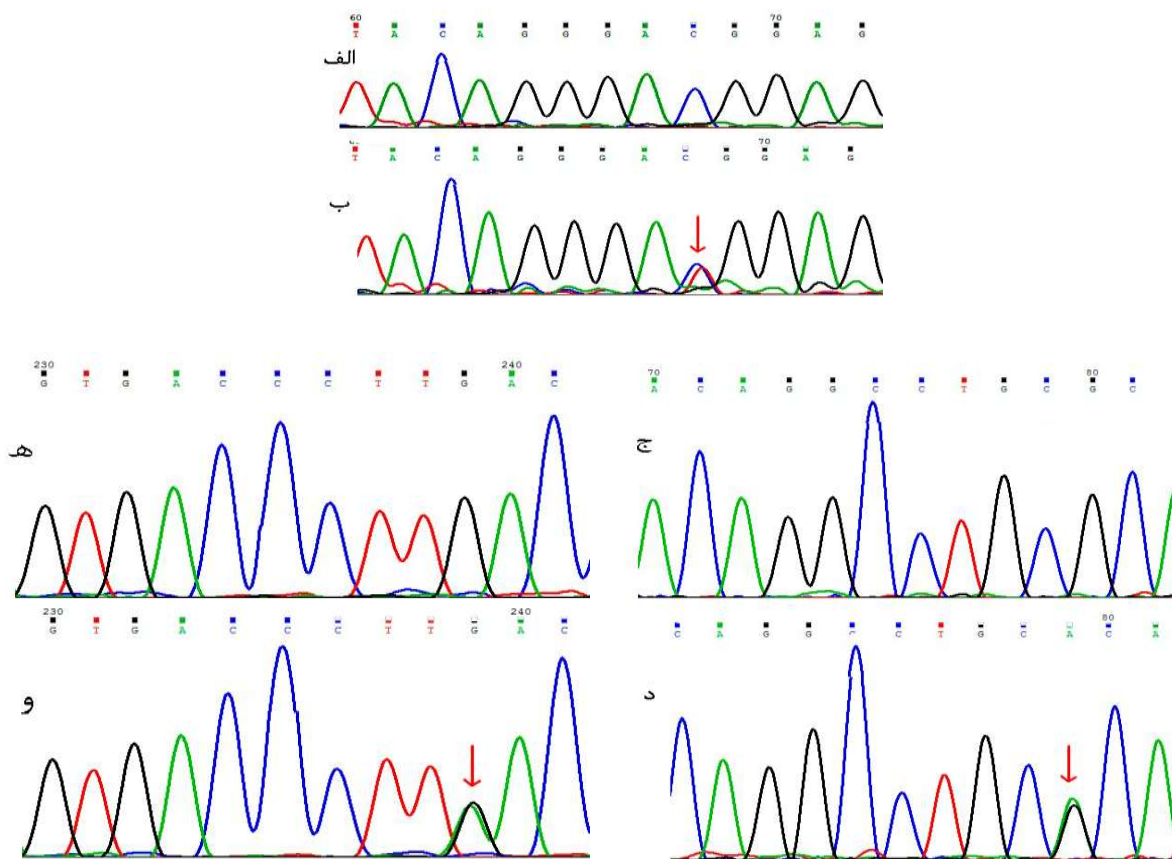 60 70
T A C A G G G A C G G A G
الف
70
T A C A G G G A C G G A G
ب
230 240
G T G A C C C T T G A C
ه
70 80
A C A G G C C T G C G C
ج
230 240
G T G A C C C T T G A C
و
80
C A G G C C T G C A C A
د